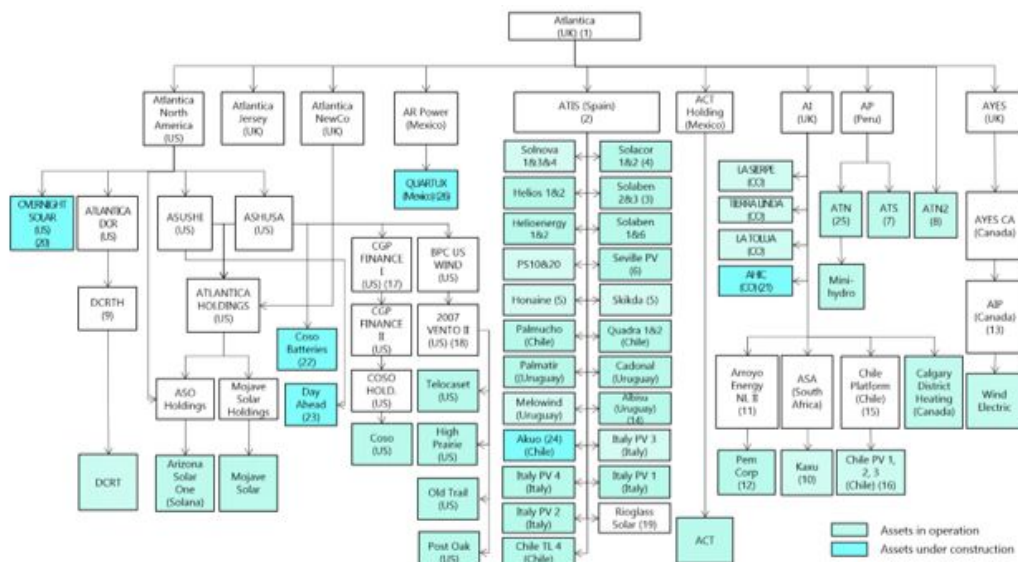 Atlantica
(UK) (1)
Atlantica
North
America
(US)
Atlantica
Jersey
(UK)
Atlantica
NewCo
(UK)
AR Power
(Mexico)
ATIS (Spain)
(2)
ACT
Holding
(Mexico)
AI
(UK)
AP
(Peru)
AYES
(UK)
OVERNIGHT
SOLAR
(US)
(20)
ATLANTICA
DCR
(US)
ASUSHI
(US)
ASHUSA
(US)
QUARTUX
(Mexico) (26)
CGP
FINANCE
I
(US) (17)
BPC US
WIND
(US)
Solnova
1&3&4
Solacor
1&2 (4)
Helios 1&2
Solaben
2&3 (3)
Helioenergy
1&2
Solaben
1&6
PS10&20
Seville PV
(6)
Honaine (5)
Skikda (5)
Palmucho
(Chile)
Quadra 1&2
(Chile)
Palmatir
((Uruguay)
Cadonal
(Uruguay)
Melowind
(Uruguay)
Albisu
(Uruguay)
(14)
Akuo (24)
(Chile)
Italy PV 3
(Italy)
Italy PV 4
(Italy)
Italy PV 1
(Italy)
Italy PV 2
(Italy)
Rioglass
Solar (19)
Chile TL 4
(Chile)
LA SIERPE
(CO)
TIERRA LINDA
(CO)
LA TOLUA
(CO)
AHIC
(CO)(21)
ATN
(25)
ATS
(7)
ATN2
(8)
Mini-
hydro
AYES CA
(Canada)
AIP
(Canada)
(13)
DCRTH
(9)
ATLANTICA
HOLDINGS
(US)
CGP
FINANCE
II
(US)
2007
VENTO II
(US) (18)
Coso
Batteries
(22)
COSO
HOLD.
(US)
Telocaset
(US)
ASO
Holdings
Mojave
Solar
Holdings
Day
Ahead
(23)
Coso
(US)
High
Prairie
(US)
DCRT
Arizona
Solar
One
(Solana)
Mojave
Solar
Old Trail
(US)
Post Oak
(US)
ACT
Arroyo
Energy
NL II
(11)
ASA
(South
Africa)
Chile
Platform
(Chile)
(15)
Calgary
District
Heating
(Canada)
Wind
Electric
Pem
Corp
(12)
Kaxu
(10)
Chile PV 1,
2, 3
(Chile) (16)
Assets in operation
Assets under construction